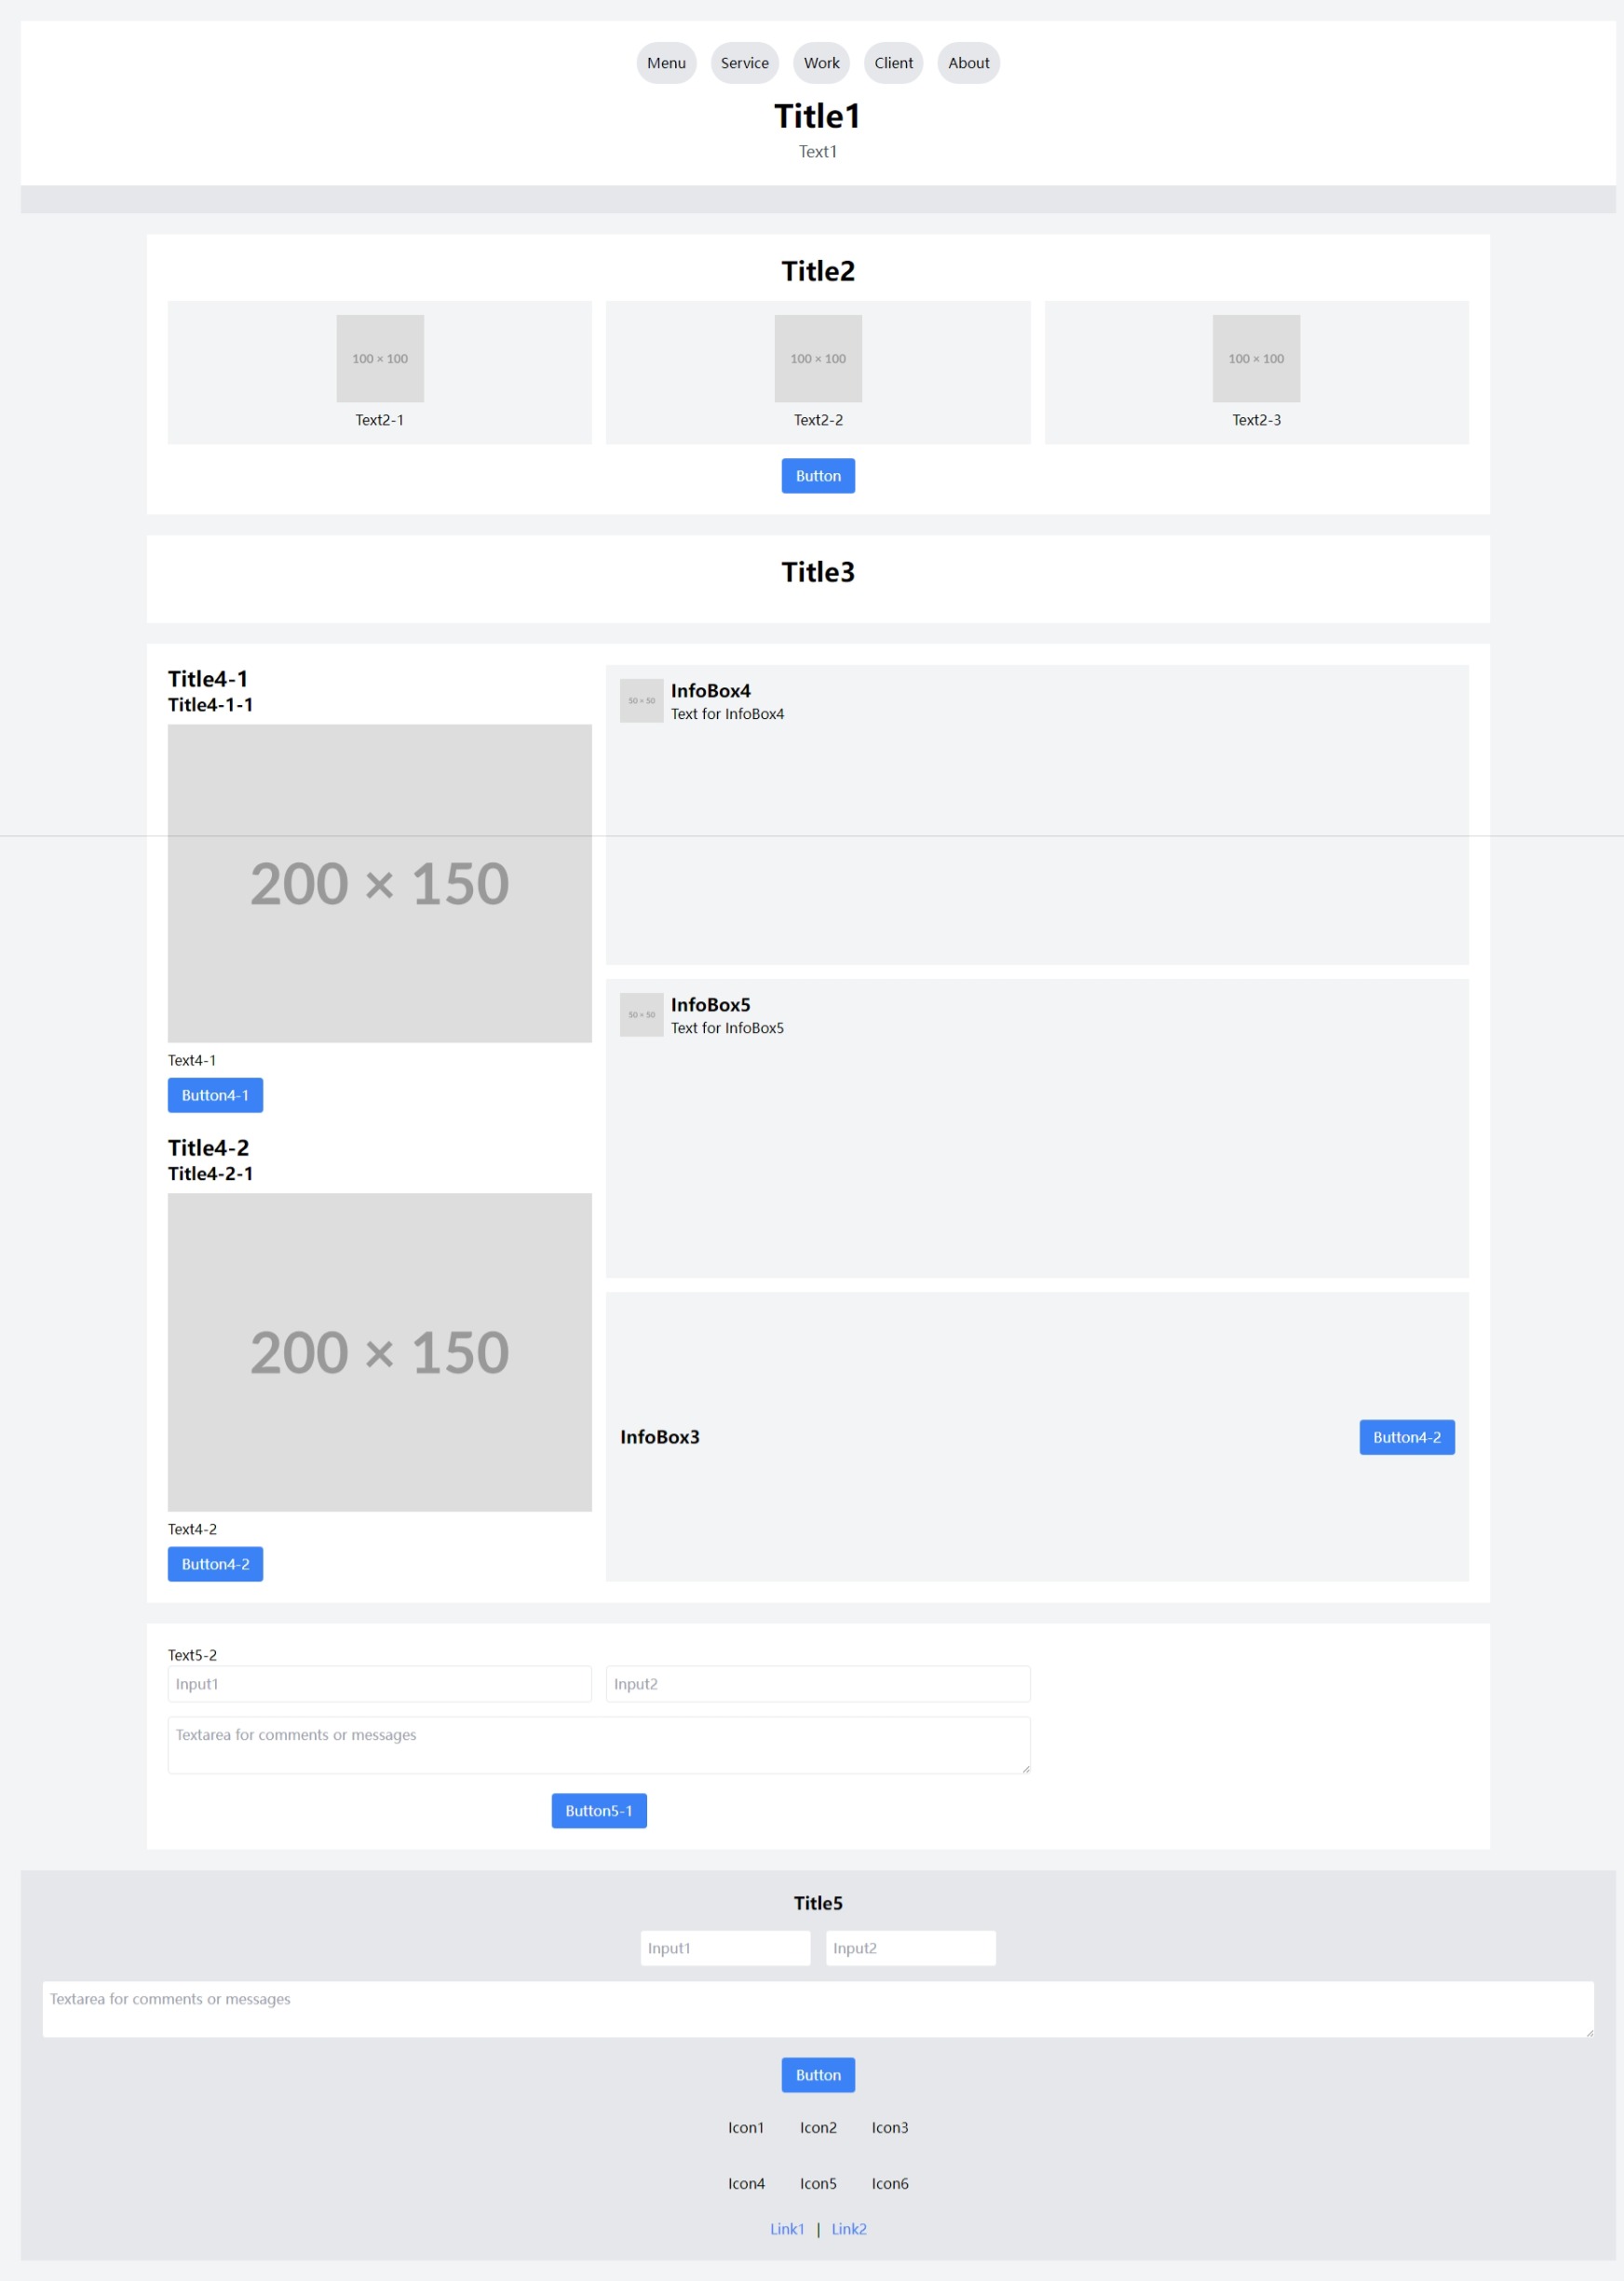 Menu Service Work Client About
Title1
Text1
Title2
100 × 100 100 × 100 100 × 100
Text2-1 Text2-2 Text2-3
Button
Title3
Title4-1
Title4-1-1
200 × 150
Text4-1
Button4-1
Title4-2
Title4-2-1
200 × 150
Text4-2
Button4-2
50 × 50
InfoBox4
Text for InfoBox4
50 × 50
InfoBox5
Text for InfoBox5
InfoBox3
Button4-2
Text5-2
Input1 Input2
Textarea for comments or messages
Button5-1
Title5
Input1 Input2
Textarea for comments or messages
Button
Icon1 Icon2 Icon3
Icon4 Icon5 Icon6
Link1 | Link2